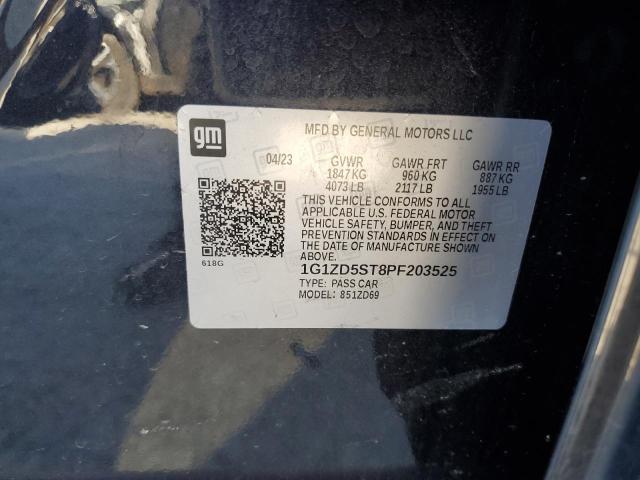 gm
MFD BY GENERAL MOTORS LLC
04/23 GVWR GAWR FRT GAWR RR
1847 KG 960 KG 887 KG
4073 LB 2117 LB 1955 LB
THIS VEHICLE CONFORMS TO ALL
APPLICABLE U.S. FEDERAL MOTOR
VEHICLE SAFETY, BUMPER, AND THEFT
PREVENTION STANDARDS IN EFFECT
ON THE DATE OF MANUFACTURE SHOWN
ABOVE.
618G
1G1ZD5ST8PF203525
TYPE: PASS CAR
MODEL: 851ZD69